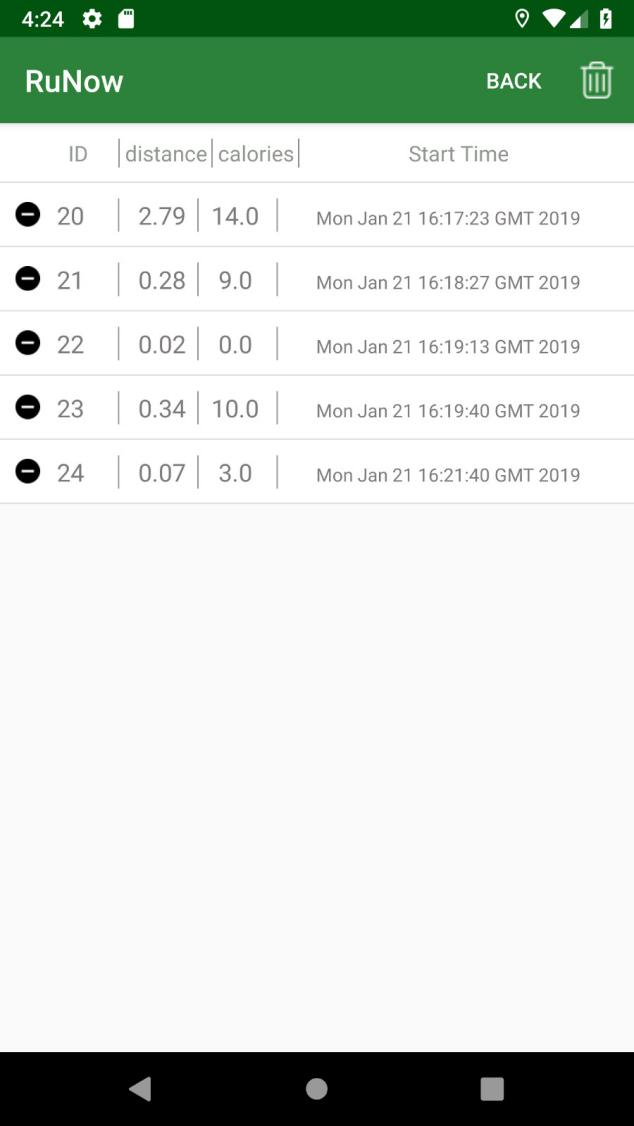 4:24
RuNow BACK
ID distance calories Start Time
20 2.79 14.0 Mon Jan 21 16:17:23 GMT 2019
21 0.28 9.0 Mon Jan 21 16:18:27 GMT 2019
22 0.02 0.0 Mon Jan 21 16:19:13 GMT 2019
23 0.34 10.0 Mon Jan 21 16:19:40 GMT 2019
24 0.07 3.0 Mon Jan 21 16:21:40 GMT 2019